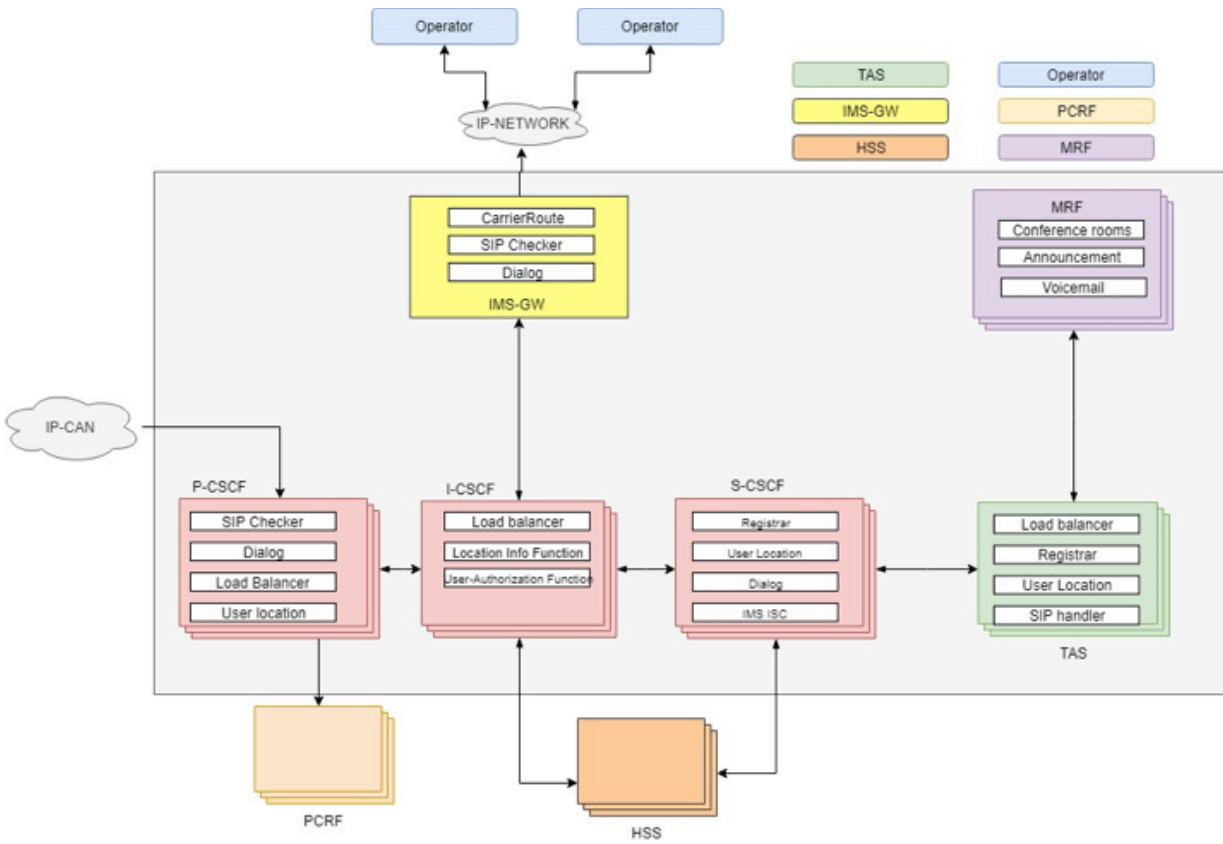 Operator
Operator
IP-NETWORK
TAS
Operator
IMS-GW
PCRF
HSS
MRF
CarrierRoute
SIP Checker
Dialog
IMS-GW
MRF
Conference rooms
Announcement
Voicemail
IP-CAN
P-CSCF
SIP Checker
Dialog
Load Balancer
User location
I-CSCF
Load balancer
Location Info Function
User-Authorization Function
S-CSCF
Registrar
User Location
Dialog
IMS ISC
Load balancer
Registrar
User Location
SIP handler
TAS
PCRF
HSS